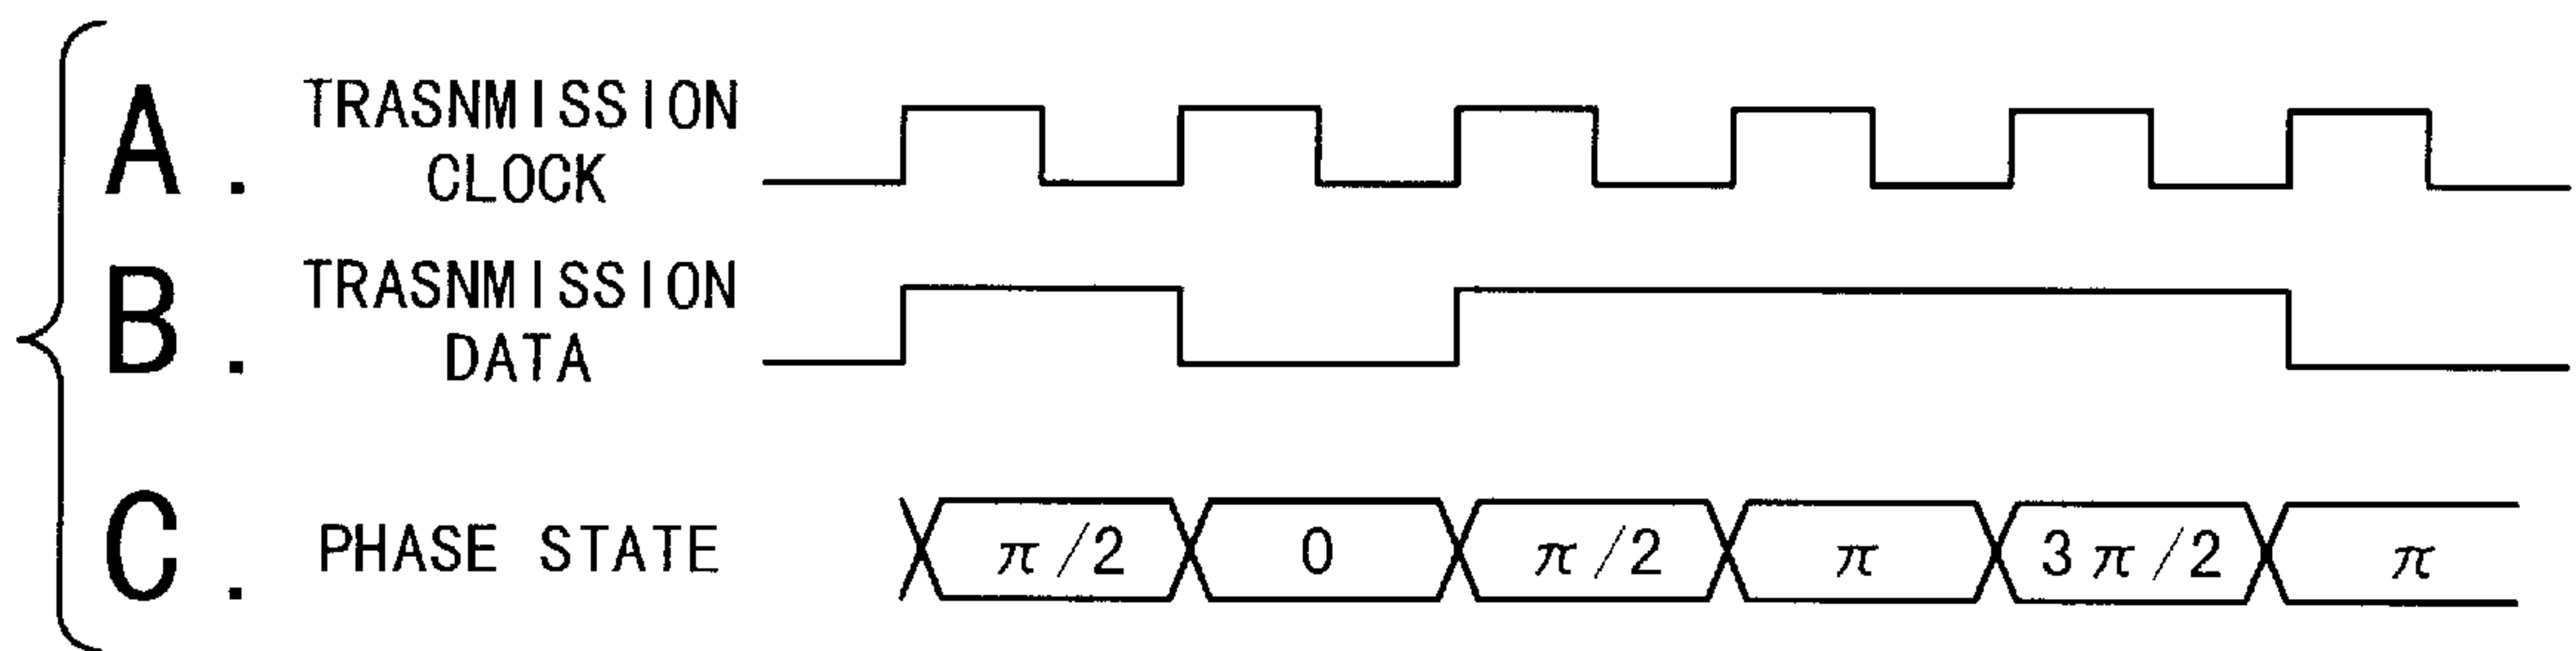 A. TRASNMISSION
CLOCK
B. TRASNMISSION
DATA
C. PHASE STATE π/2 0 π/2 π 3π/2 π